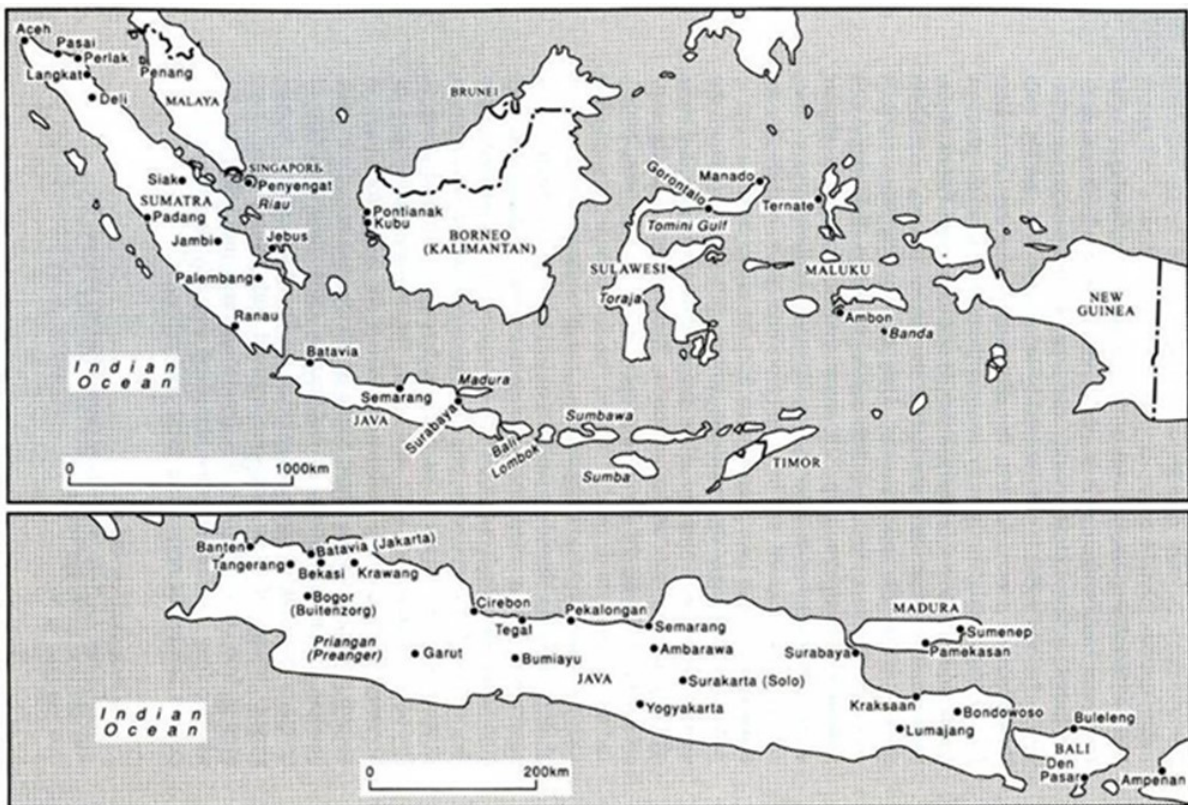 Aceh
Pasai
Perlak
Langkat
Penang
Deli
MALAYA
BRUNEI
SINGAPORE
Siak
Penyengat
SUMATRA
Riau
Padang
Pontianak
Kubu
Jambi
Jebus
BORNEO
(KALIMANTAN)
Palembang
Ranau
Manado
Gorontalo
Ternate
Tomini Gulf
SULAWESI
MALUKU
Toraja
Ambon
Banda
NEW
GUINEA
Indian
Ocean
Batavia
Semarang
Madura
JAVA
Surabaya
Bali
Lombok
Sumbawa
Sumba
TIMOR
0 1000km
Banten
Batavia (Jakarta)
Tangerang
Bekasi
Krawang
Bogor
(Buitenzorg)
Cirebon
Pekalongan
Tegal
Semarang
MADURA
Sumenep
Pamekasan
Priangan
(Preanger)
Garut
Bumiayu
Ambarawa
Surabaya
JAVA
Surakarta (Solo)
Yogyakarta
Kraksaan
Bondowoso
Lumajang
Buleleng
BALI
Den
Pasar
Ampenan
Indian
Ocean
0 200km